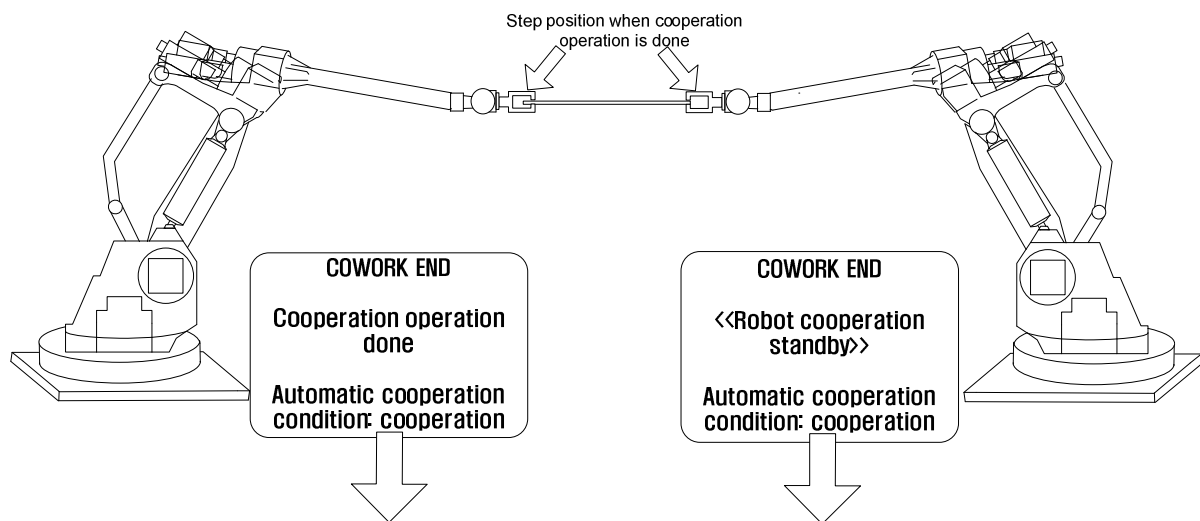 Step position when cooperation
operation is done
COWORK END
Cooperation operation
done
Automatic cooperation
condition: cooperation
COWORK END
<<Robot cooperation
standby>>
Automatic cooperation
condition: cooperation